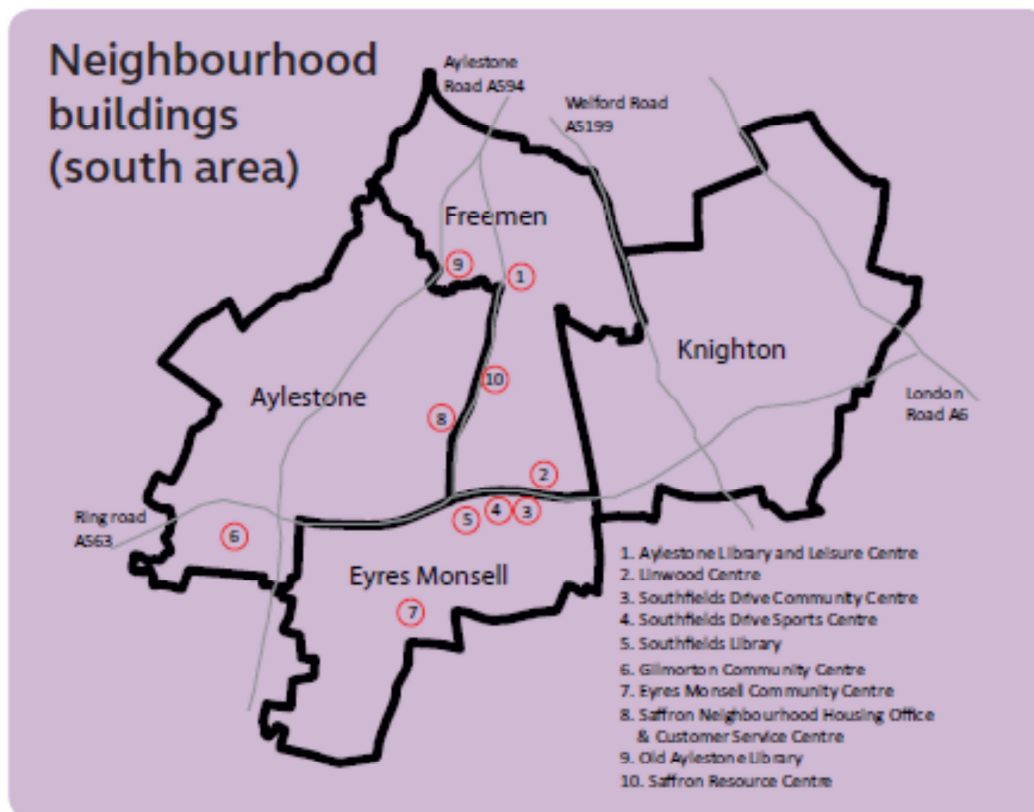 Neighbourhood
buildings
(south area)
Aylestone
Road A594
Welford Road
A5199
Freemen
9
1
Knighton
10
Aylestone
8
London
Road A6
2
4
3
5
Ring road
A563
6
Eyres Monsell
7
1. Aylestone Library and Leisure Centre
2. Linwood Centre
3. Southfields Drive Community Centre
4. Southfields Drive Sports Centre
5. Southfields Library
6. Gilmorton Community Centre
7. Eyres Monsell Community Centre
8. Saffron Neighbourhood Housing Office
& Customer Service Centre
9. Old Aylestone Library
10. Saffron Resource Centre